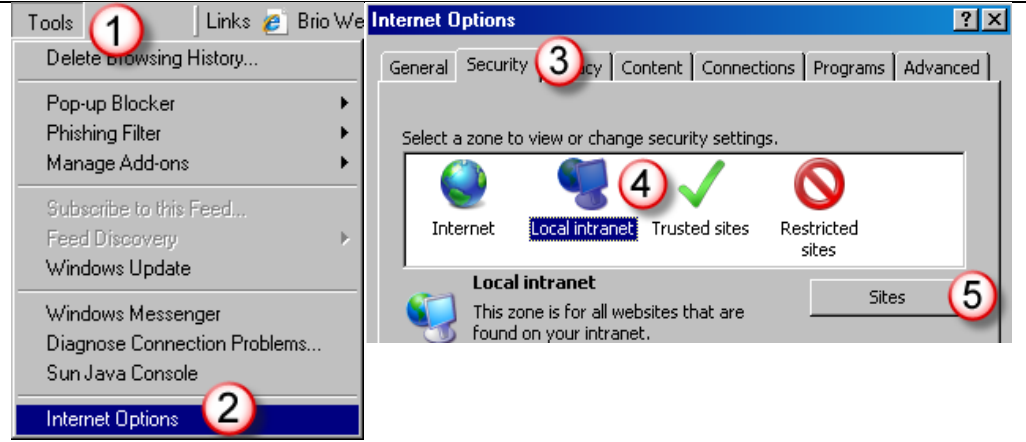 Tools 1 Links Brio We
Delete Browsing History...
Pop-up Blocker
Phishing Filter
Manage Add-ons
Subscribe to this Feed...
Feed Discovery
Windows Update
Windows Messenger
Diagnose Connection Problems...
Sun Java Console
Internet Options 2
Internet Options
General Security 3 Content Connections Programs Advanced
Select a zone to view or change security settings.
4
Internet Local intranet Trusted sites Restricted
sites
Local intranet
Sites 5
This zone is for all websites that are
found on your intranet.